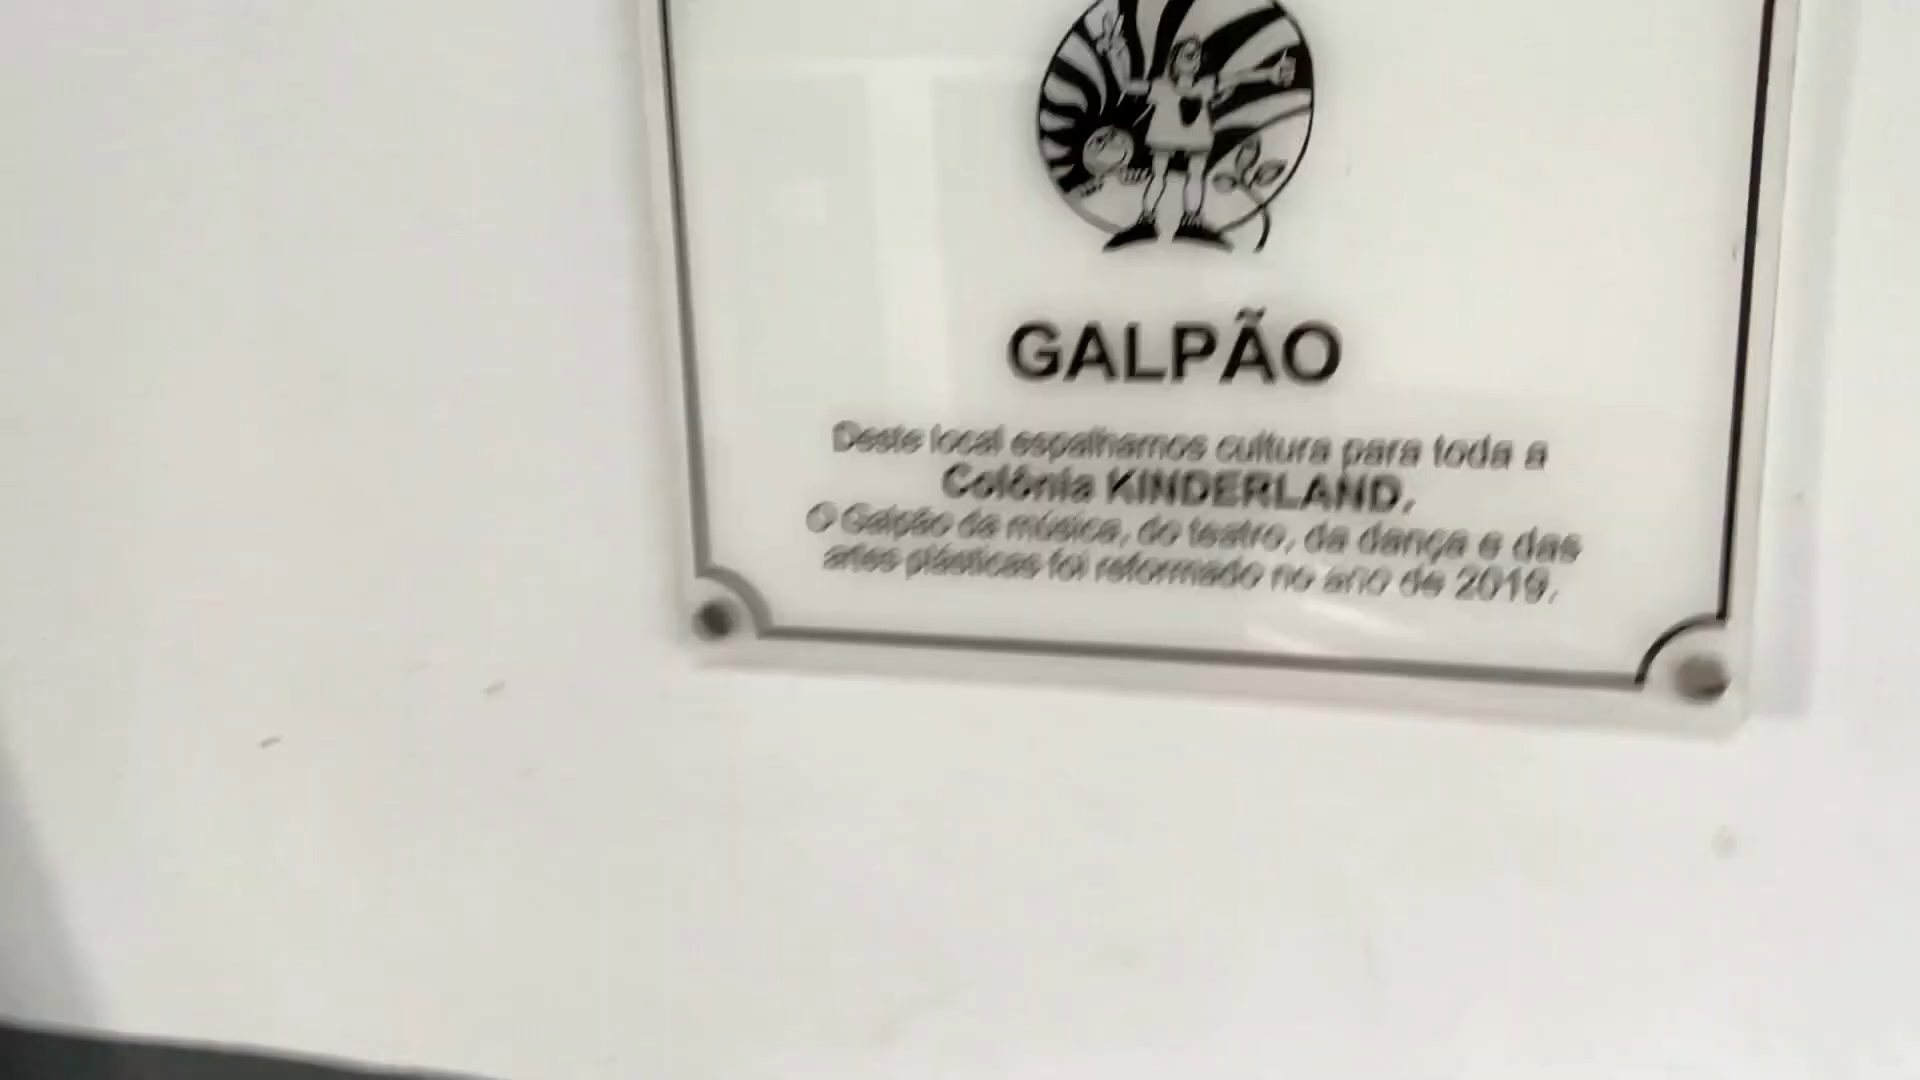 GALPÃO
Deste local espalhamos cultura para toda a
Colônia KINDERLAND.
O Galpão da música, do teatro, da dança e das
artes plásticas foi reformado no ano de 2019.